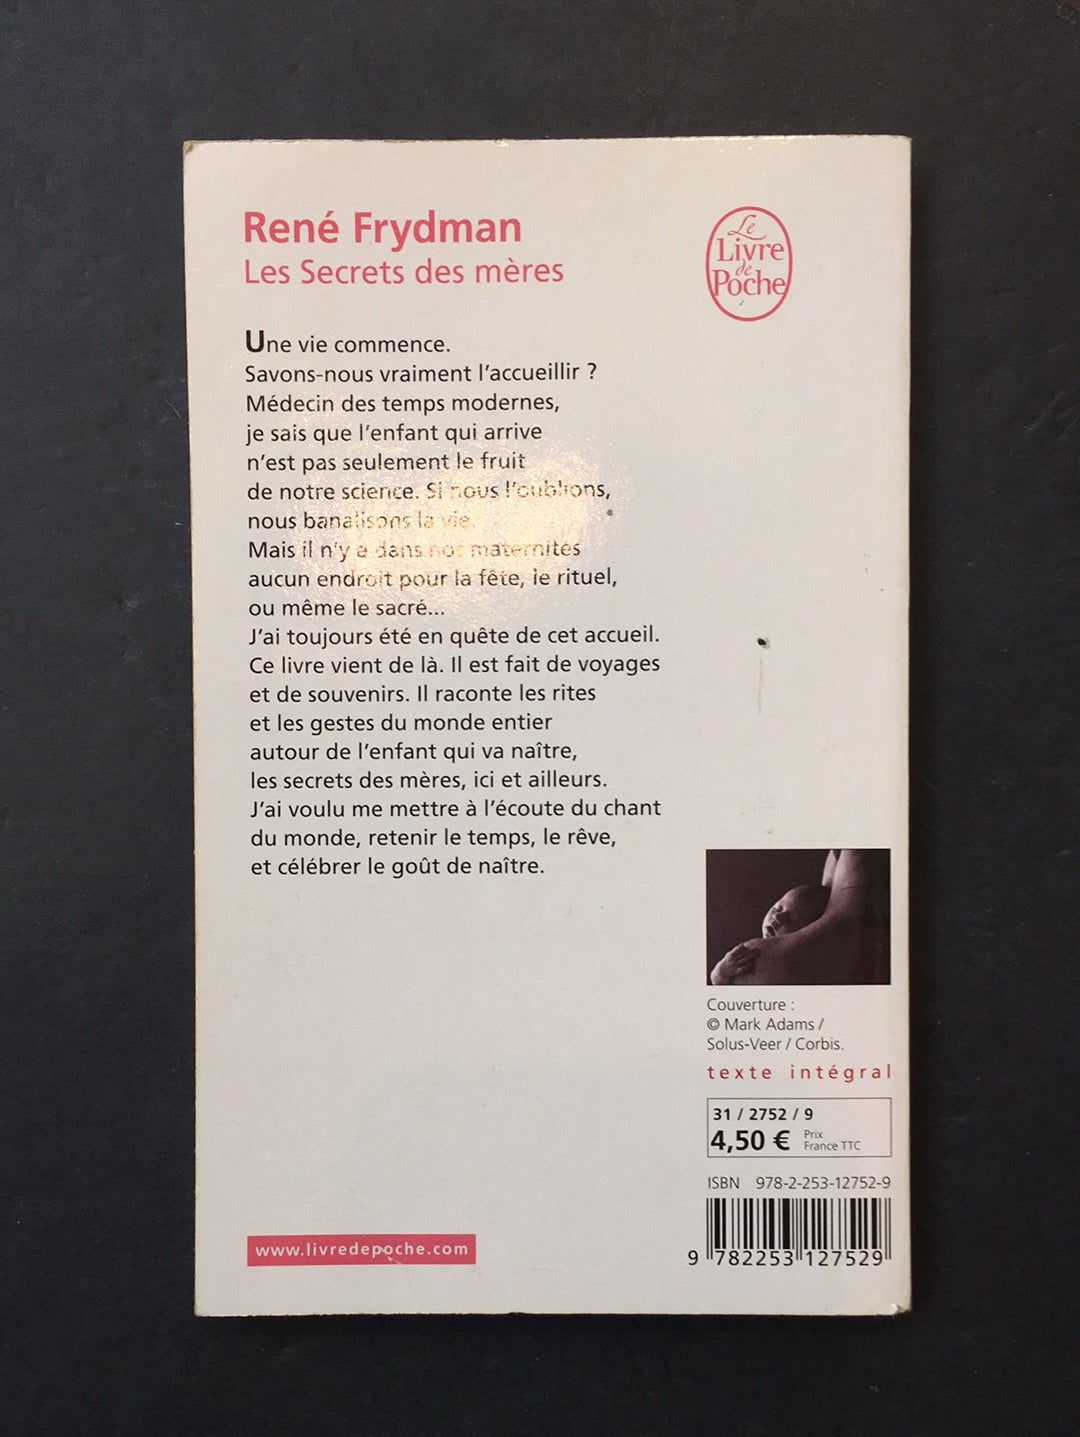 René Frydman
Les Secrets des mères
Le
Livre
de
Poche
Une vie commence.
Savons-nous vraiment l'accueillir ?
Médecin des temps modernes,
je sais que l'enfant qui arrive
n'est pas seulement le fruit
de notre science. Si nous l'oublions,
nous banalisons la vie.
Mais il n'y a dans nos maternités
aucun endroit pour la fête, le rituel,
ou même le sacré...
J'ai toujours été en quête de cet accueil.
Ce livre vient de là. Il est fait de voyages
et de souvenirs. Il raconte les rites
et les gestes du monde entier
autour de l'enfant qui va naître,
les secrets des mères, ici et ailleurs.
J'ai voulu me mettre à l'écoute du chant
du monde, retenir le temps, le rêve,
et célébrer le goût de naître.
Couverture :
© Mark Adams /
Solus-Veer / Corbis.
texte intégral
31 / 2752 / 9
4,50 € Prix
France TTC
ISBN 978-2-253-12752-9
9 782253 127529
www.livredepoche.com